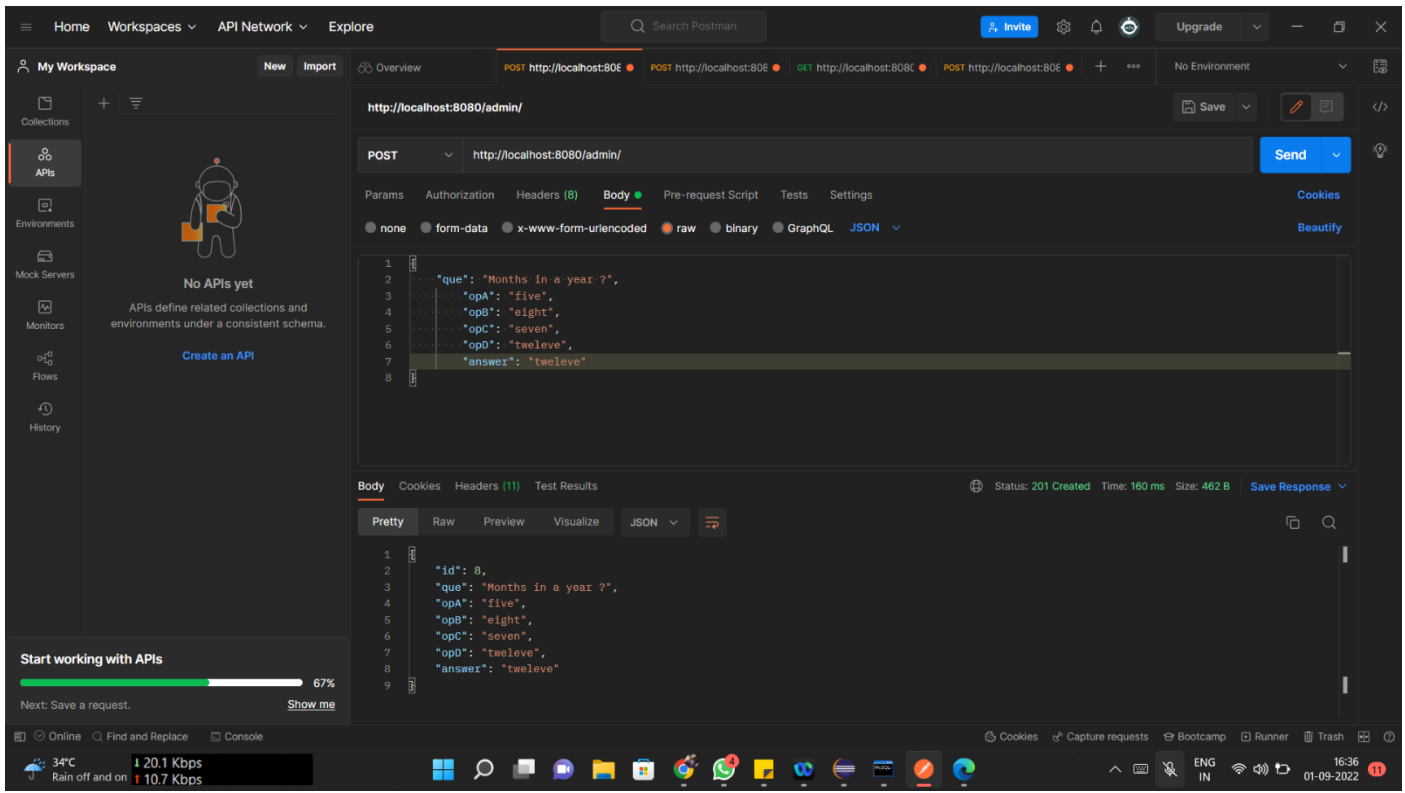 Home Workspaces API Network Explore Search Postman Invite Upgrade
My Workspace New Import Overview POST http://localhost:808 POST http://localhost:808 GET http://localhost:8080 POST http://localhost:808 No Environment
http://localhost:8080/admin/ Save
POST http://localhost:8080/admin/ Send
Params Authorization Headers (8) Body Pre-request Script Tests Settings Cookies
none form-data x-www-form-urlencoded raw binary GraphQL JSON Beautify
1 {
2 "que": "Months in a year ?",
3 "opA": "five",
4 "opB": "eight",
5 "opC": "seven",
6 "opD": "tweleve",
7 "answer": "tweleve"
8 }
Collections
APIs
Environments
Mock Servers
Monitors
Flows
History
No APIs yet
APIs define related collections and
environments under a consistent schema.
Create an API
Body Cookies Headers (11) Test Results Status: 201 Created Time: 160 ms Size: 462 B Save Response
Pretty Raw Preview Visualize JSON
1 {
2 "id": 8,
3 "que": "Months in a year ?",
4 "opA": "five",
5 "opB": "eight",
6 "opC": "seven",
7 "opD": "tweleve",
8 "answer": "tweleve"
9 }
Start working with APIs
67%
Next: Save a request. Show me
Online Find and Replace Console Cookies Capture requests Bootcamp Runner Trash
34°C
Rain off and on
↓ 20.1 Kbps
↑ 10.7 Kbps
4
ENG
IN
16:36
01-09-2022
11